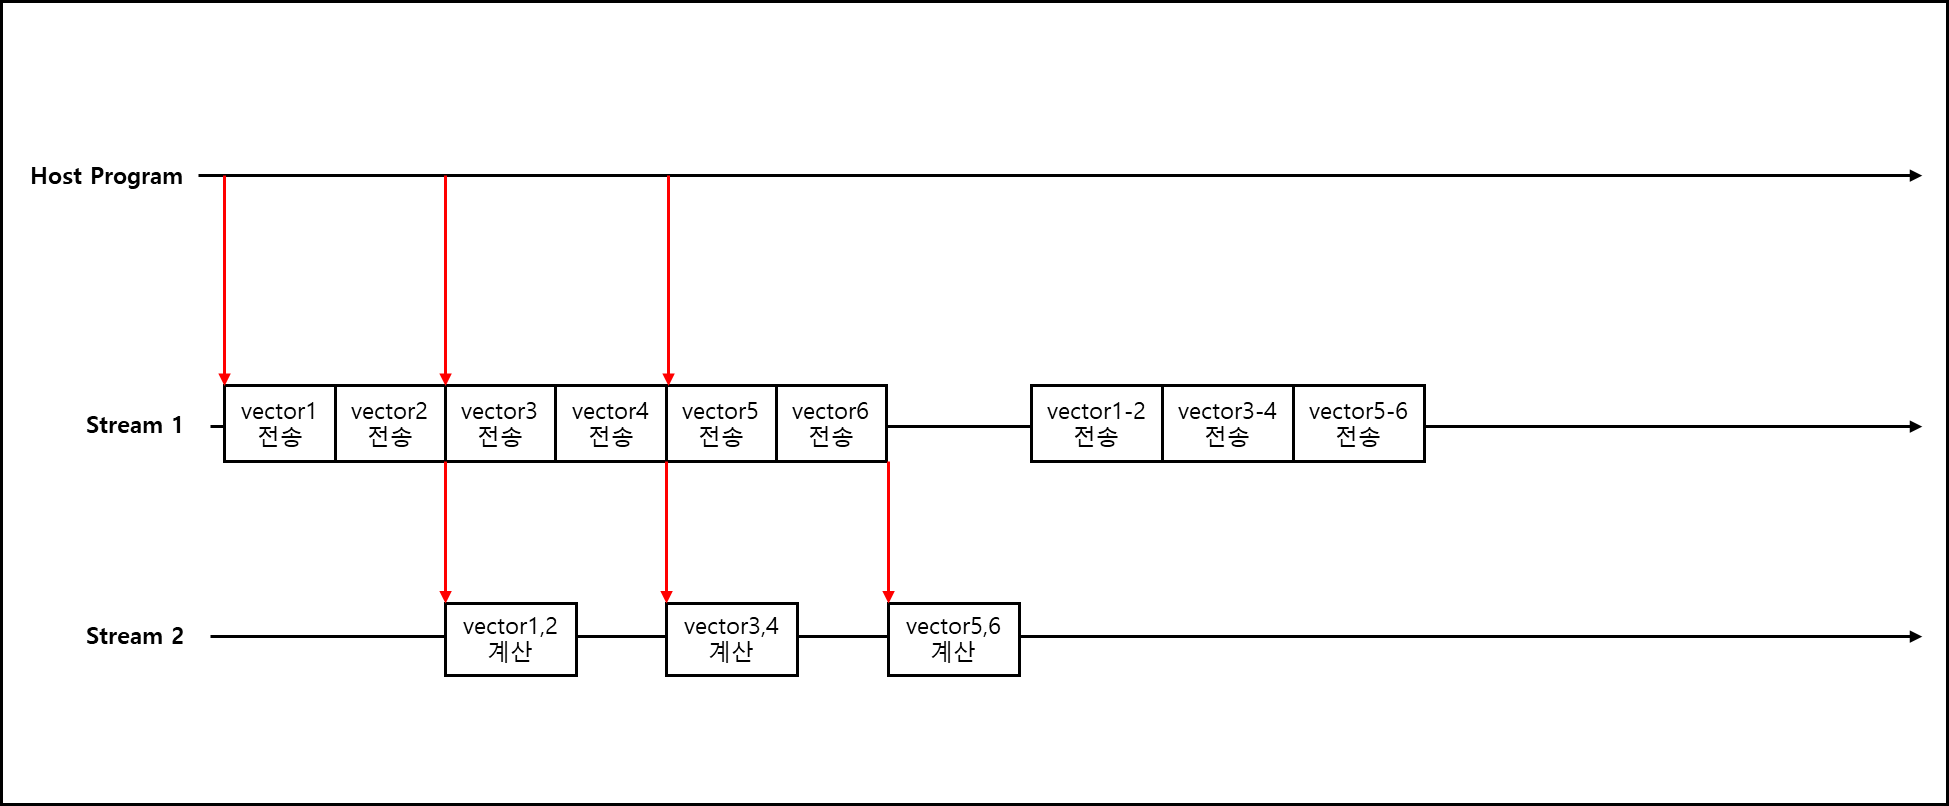 Host Program
Stream 1
vector1
전송
vector2
전송
vector3
전송
vector4
전송
vector5
전송
vector6
전송
vector1-2
전송
vector3-4
전송
vector5-6
전송
Stream 2
vector1,2
계산
vector3,4
계산
vector5,6
계산